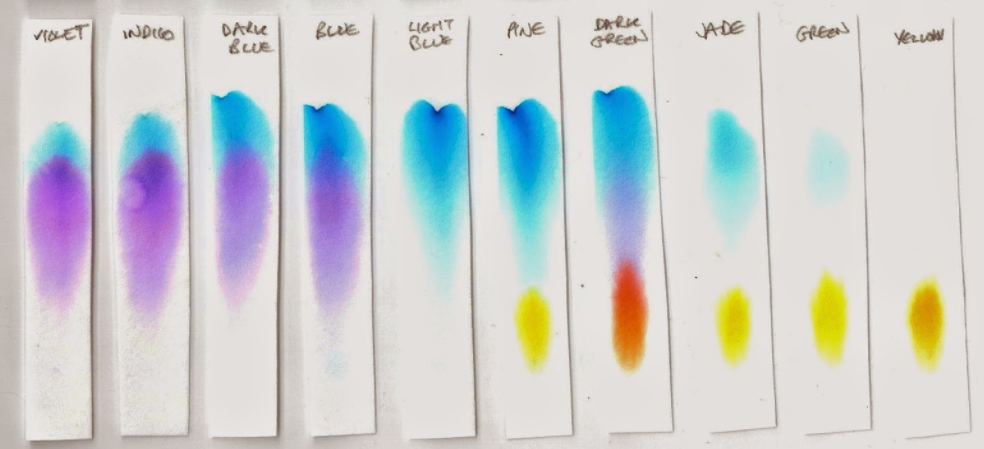 VIOLET
INDIGO
DARK
BLUE
BLUE
LIGHT
BLUE
PINE
DARK
GREEN
JADE
GREEN
YELLOW